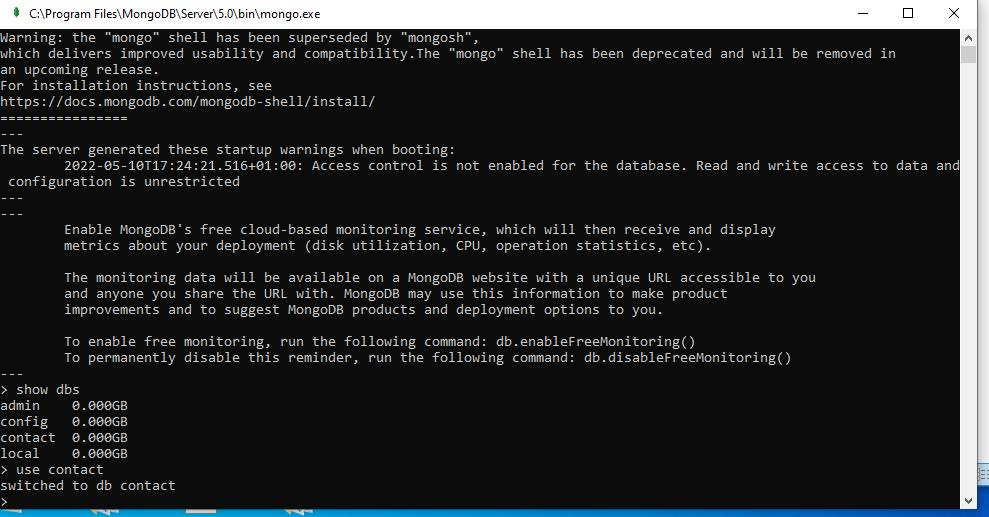 C:\Program Files\MongoDB\Server\5.0\bin\mongo.exe
Warning: the "mongo" shell has been superseded by "mongosh",
which delivers improved usability and compatibility.The "mongo" shell has been deprecated and will be removed in
an upcoming release.
For installation instructions, see
https://docs.mongodb.com/mongodb-shell/install/
================
---
The server generated these startup warnings when booting:
        2022-05-10T17:24:21.516+01:00: Access control is not enabled for the database. Read and write access to data and
 configuration is unrestricted
---
---
        Enable MongoDB's free cloud-based monitoring service, which will then receive and display
        metrics about your deployment (disk utilization, CPU, operation statistics, etc).

        The monitoring data will be available on a MongoDB website with a unique URL accessible to you
        and anyone you share the URL with. MongoDB may use this information to make product
        improvements and to suggest MongoDB products and deployment options to you.

        To enable free monitoring, run the following command: db.enableFreeMonitoring()
        To permanently disable this reminder, run the following command: db.disableFreeMonitoring()
---
> show dbs
admin    0.000GB
config   0.000GB
contact  0.000GB
local    0.000GB
> use contact
switched to db contact
>